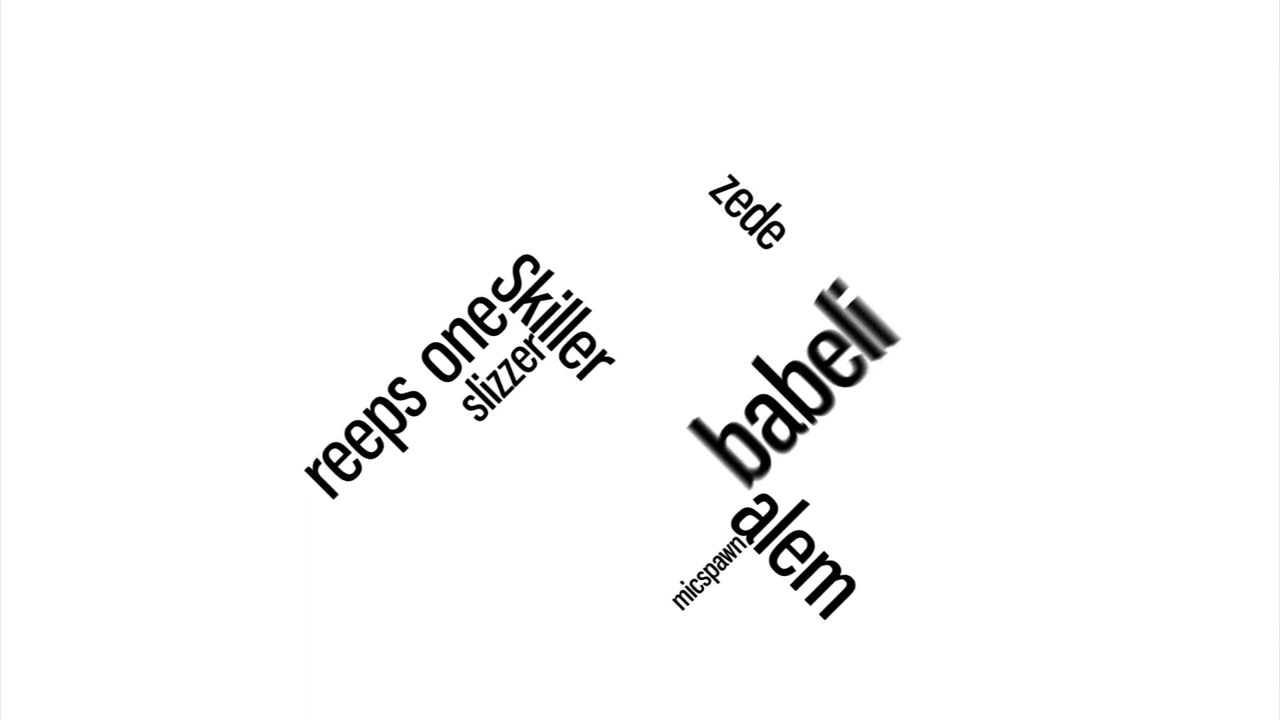 zede
skiller
reeps one
slizzer
babeli
alem
micspawn